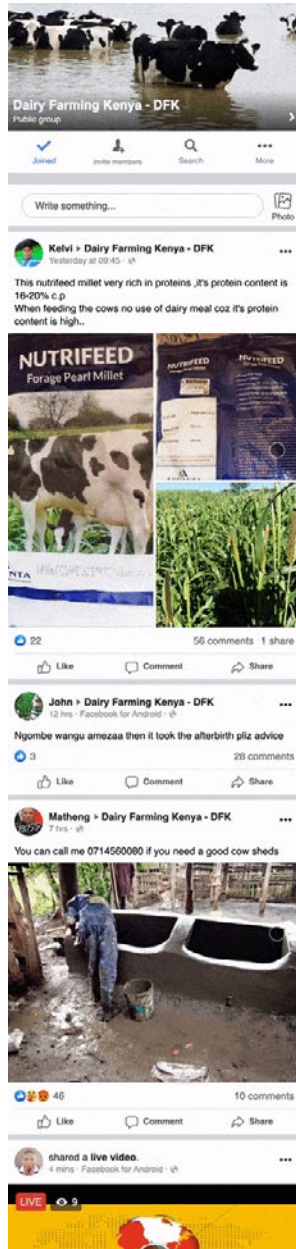 Dairy Farming Kenya - DFK
Public group
Joined
Invite members
Search
More
Write something...
Photo
Kelvi ▸ Dairy Farming Kenya - DFK
Yesterday at 09:45
This nutrifeed millet very rich in proteins ,it's protein content is
16-20% c.p
When feeding the cows no use of dairy meal coz it's protein
content is high..
NUTRIFEED
Forage Pearl Millet
NUTRIFEED
22
56 comments 1 share
Like
Comment
Share
John ▸ Dairy Farming Kenya - DFK
12 hrs · Facebook for Android
Ngombe wangu amezaa then it took the afterbirth pliz advice
3
28 comments
Like
Comment
Share
Matheng ▸ Dairy Farming Kenya - DFK
7 hrs
You can call me 0714560080 if you need a good cow sheds
46
10 comments
Like
Comment
Share
shared a live video.
4 mins · Facebook for Android
LIVE
9